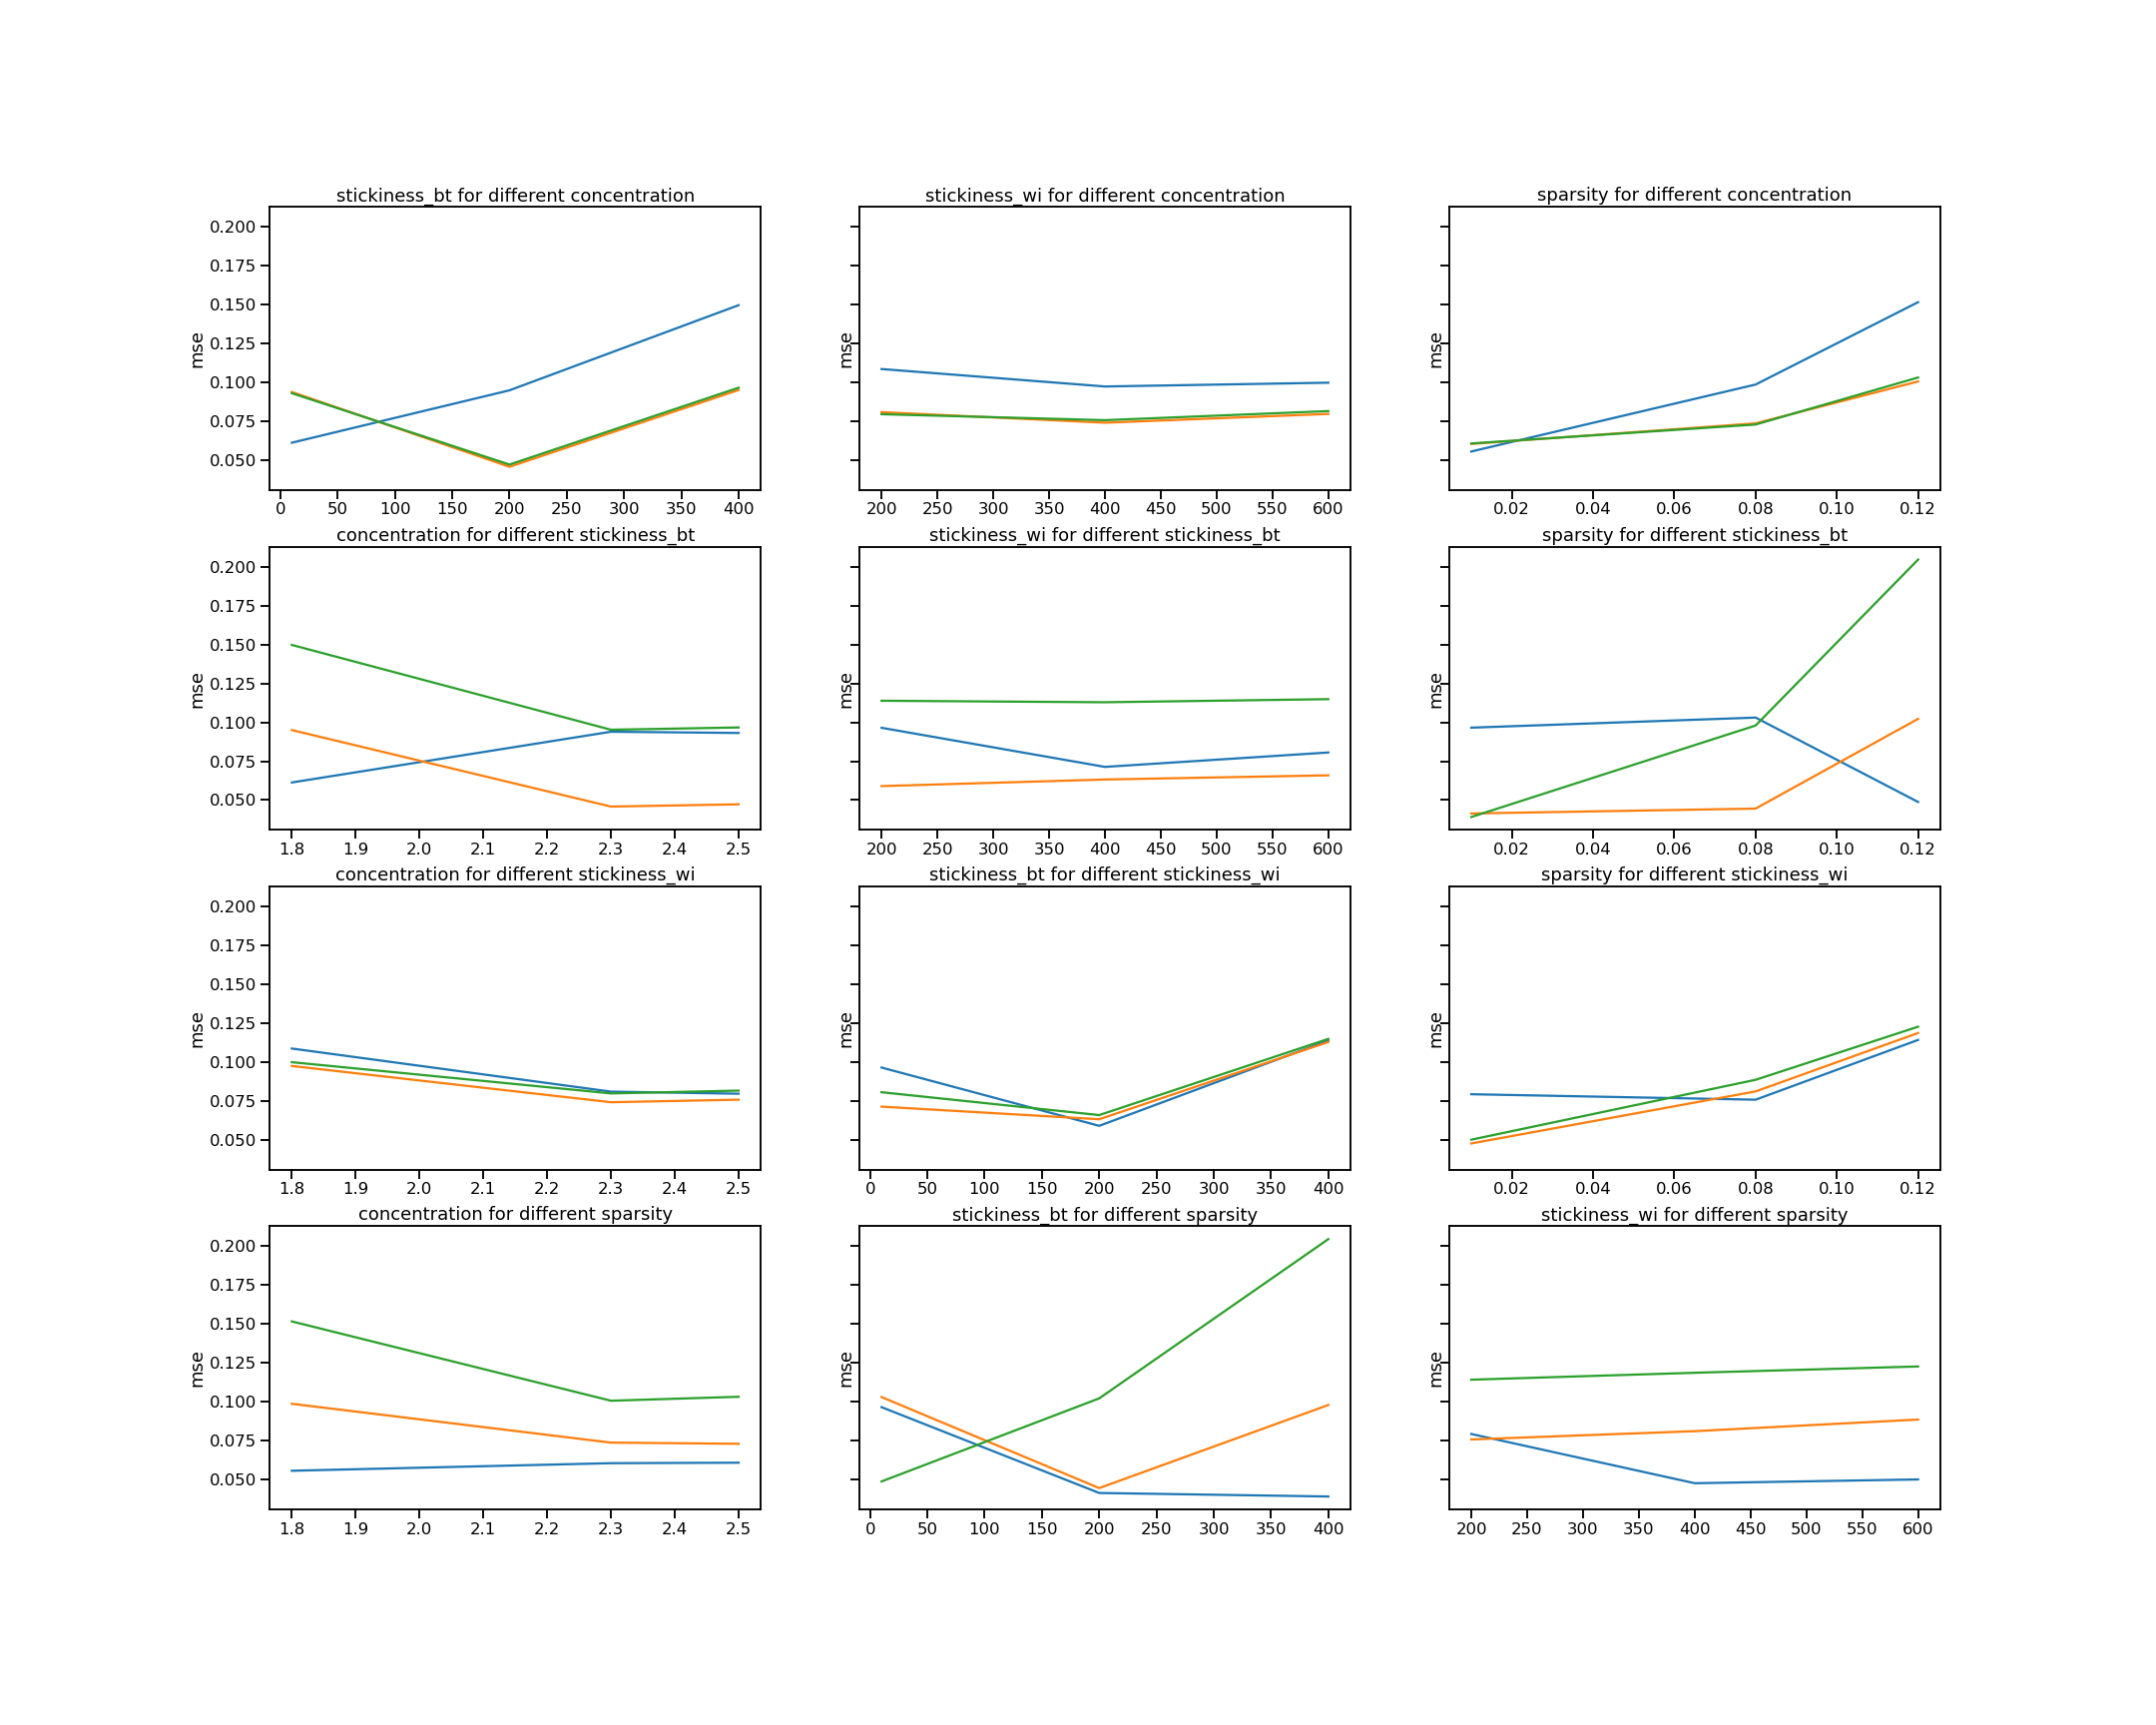 stickiness_bt for different concentration
stickiness_wi for different concentration
sparsity for different concentration
0.200
0.175
0.150
0.125
0.100
0.075
0.050
mse
mse
mse
0 50 100 150 200 250 300 350 400
200 250 300 350 400 450 500 550 600
0.02 0.04 0.06 0.08 0.10 0.12
concentration for different stickiness_bt
stickiness_wi for different stickiness_bt
sparsity for different stickiness_bt
0.200
0.175
0.150
0.125
0.100
0.075
0.050
mse
mse
mse
1.8 1.9 2.0 2.1 2.2 2.3 2.4 2.5
200 250 300 350 400 450 500 550 600
0.02 0.04 0.06 0.08 0.10 0.12
concentration for different stickiness_wi
stickiness_bt for different stickiness_wi
sparsity for different stickiness_wi
0.200
0.175
0.150
0.125
0.100
0.075
0.050
mse
mse
mse
1.8 1.9 2.0 2.1 2.2 2.3 2.4 2.5
0 50 100 150 200 250 300 350 400
0.02 0.04 0.06 0.08 0.10 0.12
concentration for different sparsity
stickiness_bt for different sparsity
stickiness_wi for different sparsity
0.200
0.175
0.150
0.125
0.100
0.075
0.050
mse
mse
mse
1.8 1.9 2.0 2.1 2.2 2.3 2.4 2.5
0 50 100 150 200 250 300 350 400
200 250 300 350 400 450 500 550 600